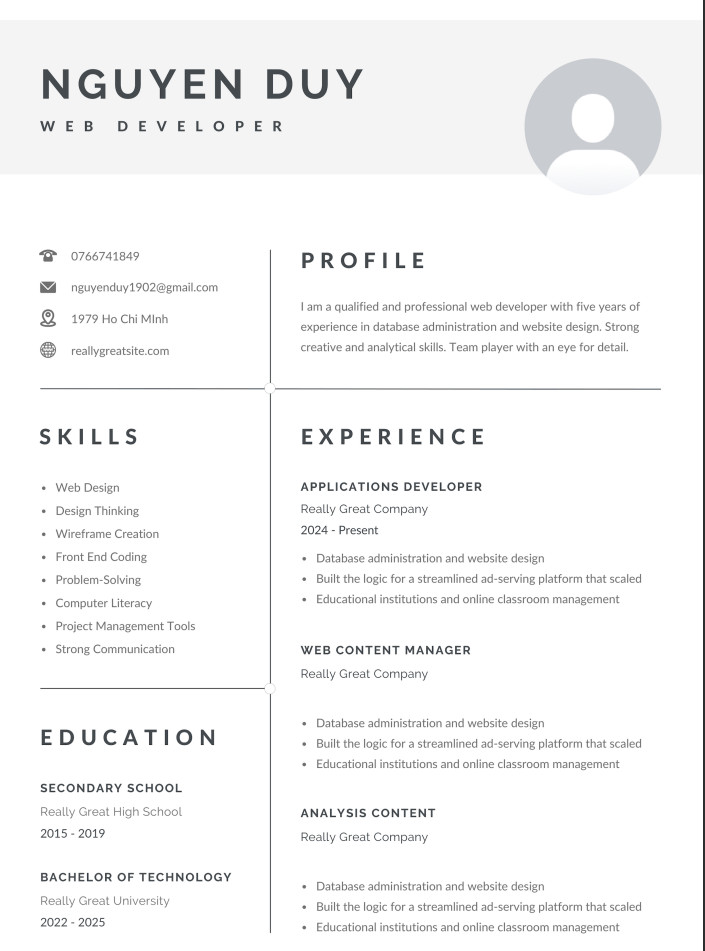 NGUYEN DUY
WEB DEVELOPER
0766741849
nguyenduy1902@gmail.com
1979 Ho Chi MInh
reallygreatsite.com
PROFILE
I am a qualified and professional web developer with five years of
experience in database administration and website design. Strong
creative and analytical skills. Team player with an eye for detail.
SKILLS
• Web Design
• Design Thinking
• Wireframe Creation
• Front End Coding
• Problem-Solving
• Computer Literacy
• Project Management Tools
• Strong Communication
EDUCATION
SECONDARY SCHOOL
Really Great High School
2015 - 2019
BACHELOR OF TECHNOLOGY
Really Great University
2022 - 2025
EXPERIENCE
APPLICATIONS DEVELOPER
Really Great Company
2024 - Present
• Database administration and website design
• Built the logic for a streamlined ad-serving platform that scaled
• Educational institutions and online classroom management
WEB CONTENT MANAGER
Really Great Company
• Database administration and website design
• Built the logic for a streamlined ad-serving platform that scaled
• Educational institutions and online classroom management
ANALYSIS CONTENT
Really Great Company
• Database administration and website design
• Built the logic for a streamlined ad-serving platform that scaled
• Educational institutions and online classroom management